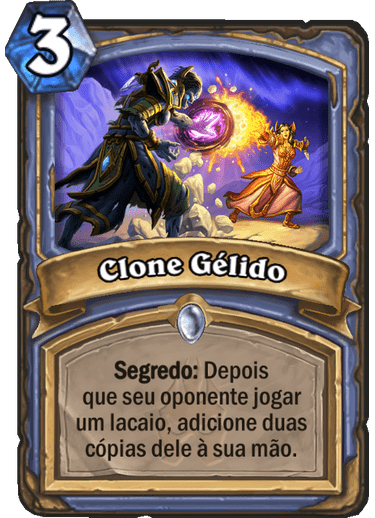 3
Clone Gélido
Segredo: Depois
que seu oponente jogar
um lacaio, adicione duas
cópias dele à sua mão.